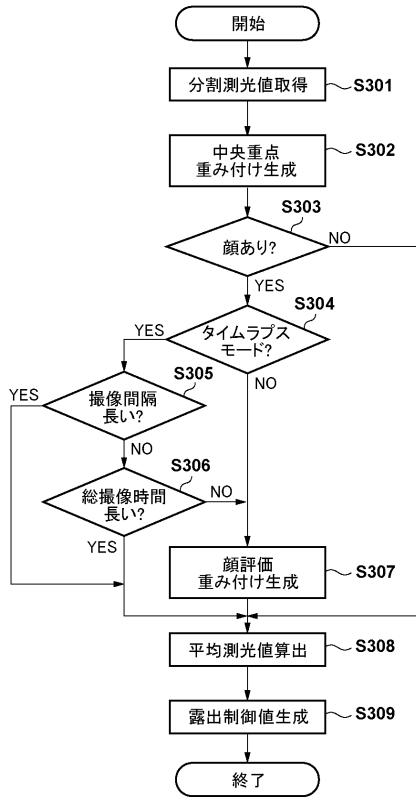 開始
分割測光値取得
S301
中央重点
重み付け生成
S302
S303
顔あり?
NO
YES
S304
タイムラプス
モード?
YES
NO
S305
撮像間隔
長い?
YES
NO
S306
総撮像時間
長い?
NO
YES
顔評価
重み付け生成
S307
平均測光値算出
S308
露出制御値生成
S309
終了